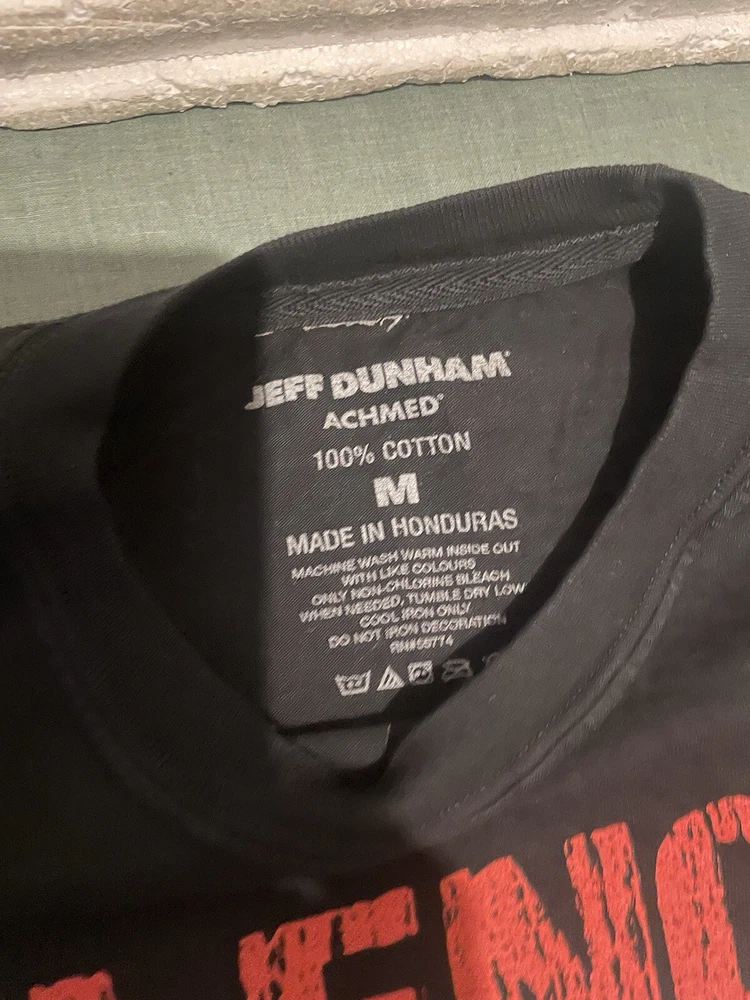 JEFF DUNHAM
ACHMED
100% COTTON
M
MADE IN HONDURAS
MACHINE WASH WARM INSIDE OUT
WITH LIKE COLOURS
ONLY NON-CHLORINE BLEACH
WHEN NEEDED, TUMBLE DRY LOW
COOL IRON ONLY
DO NOT IRON DECORATION
LENC